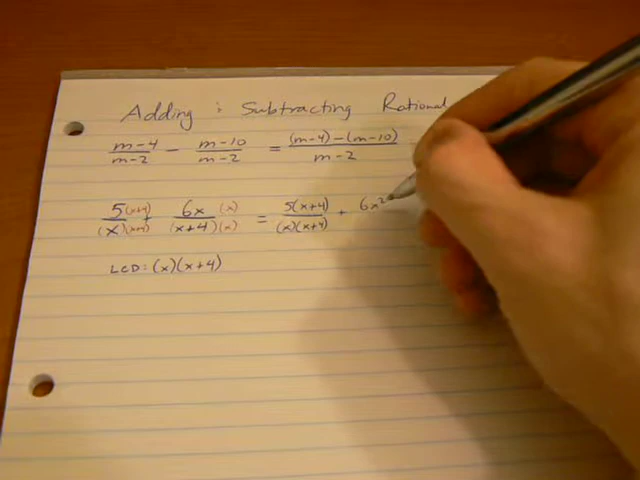 Adding & Subtracting Rational
(m-4)/(m-2) - (m-10)/(m-2) = ((m-4)-(m-10))/(m-2)
5(x+4)/((x)(x+4)) + 6x(x)/((x+4)(x)) = 5(x+4)/((x)(x+4)) + 6x²
LCD: (x)(x+4)